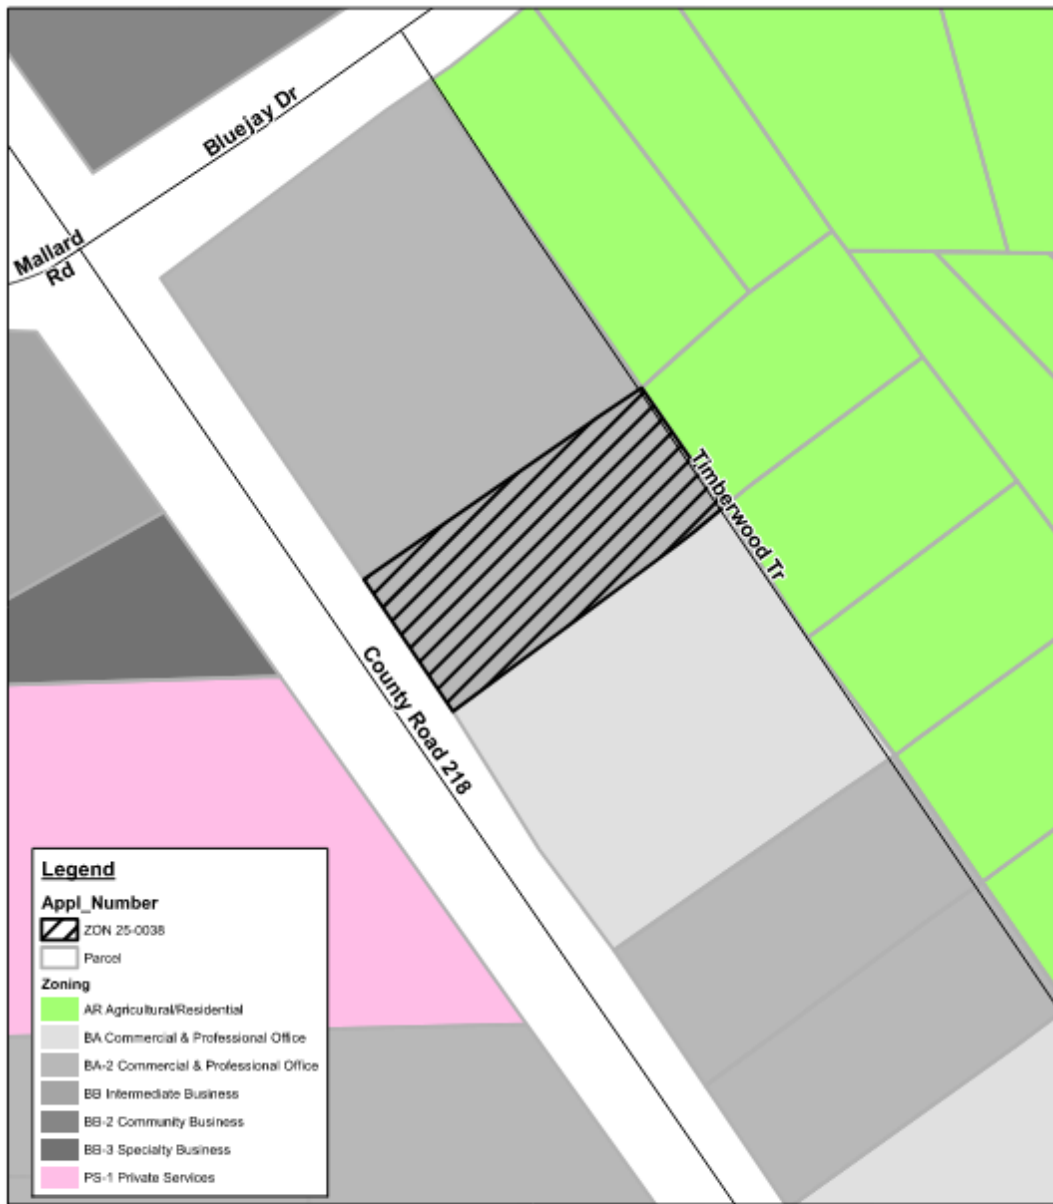 Bluejay Dr
Mallard
Rd
Timberwood Tr
County Road 218
Legend
Appl_Number
ZON 25-0038
Parcel
Zoning
AR Agricultural/Residential
BA Commercial & Professional Office
BA-2 Commercial & Professional Office
BB Intermediate Business
BB-2 Community Business
BB-3 Specialty Business
PS-1 Private Services